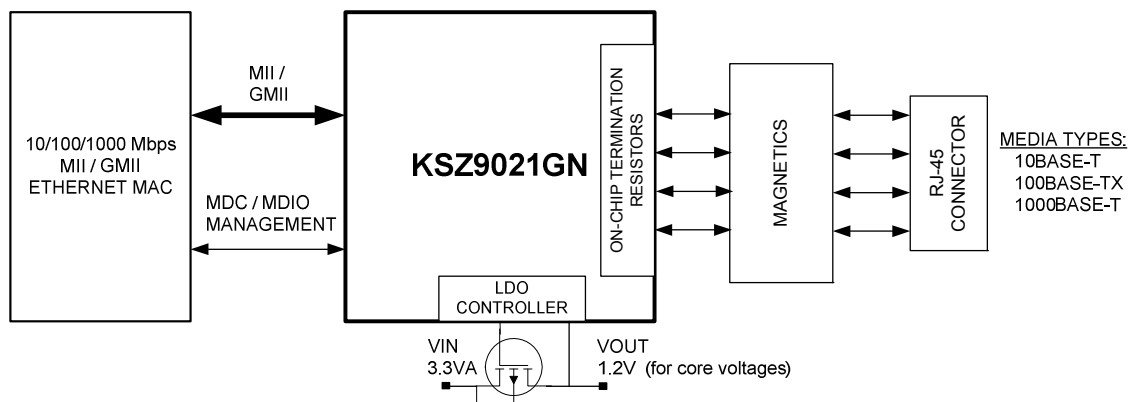 10/100/1000 Mbps
MII / GMII
ETHERNET MAC
MII /
GMII
MDC / MDIO
MANAGEMENT
KSZ9021GN
ON-CHIP TERMINATION
RESISTORS
LDO
CONTROLLER
VIN
3.3VA
VOUT
1.2V (for core voltages)
MAGNETICS
RJ-45
CONNECTOR
MEDIA TYPES:
10BASE-T
100BASE-TX
1000BASE-T